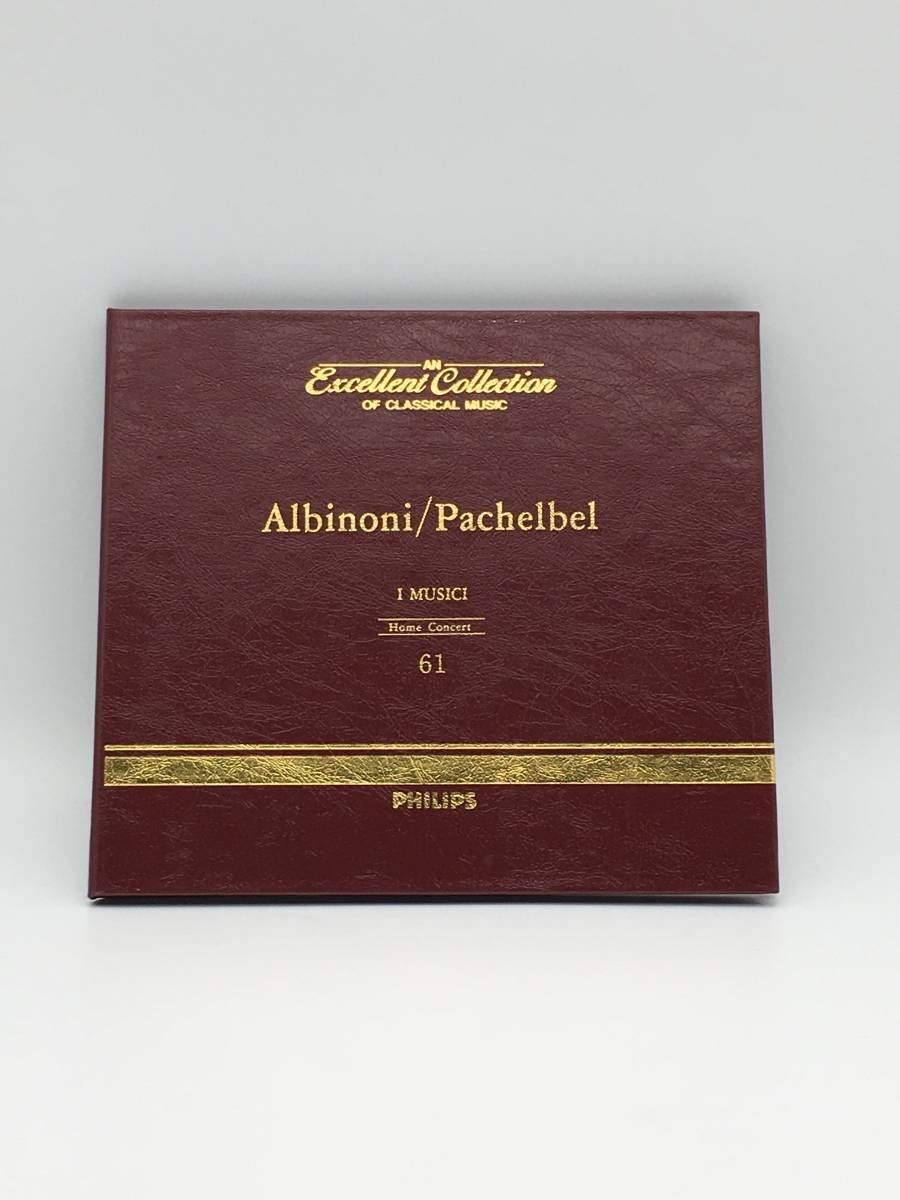 AN
Excellent Collection
OF CLASSICAL MUSIC
Albinoni/Pachelbel
I MUSICI
Home Concert
61
PHILIPS